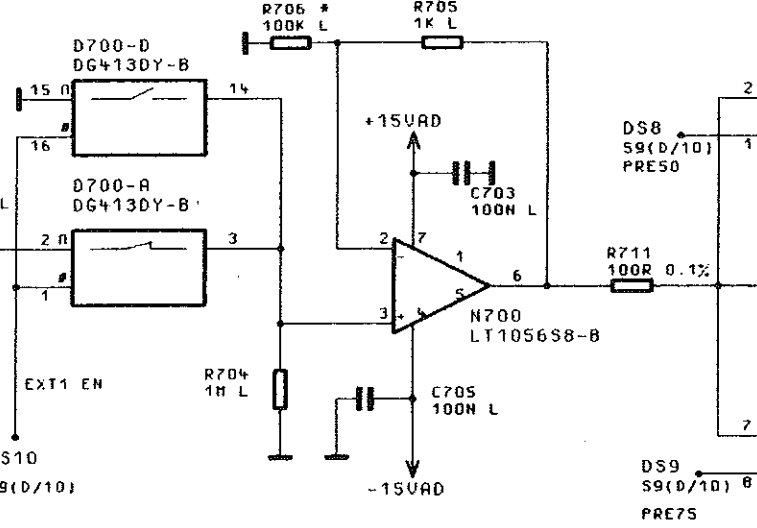 R706 *
100K L
R705
1K L
D700-D
DG413DY-B
15
14
16
+15VAD
2
DS8
S9(D/10)
PRE50
1
C703
100N L
D700-A
DG413DY-B
L
2
3
1
2
7
1
6
5
3
4
R711
100R 0.1%
N700
LT1056S8-B
R704
1M L
EXT1 EN
C705
100N L
7
S10
9(D/10)
-15VAD
DS9
S9(D/10)
8
PRE75